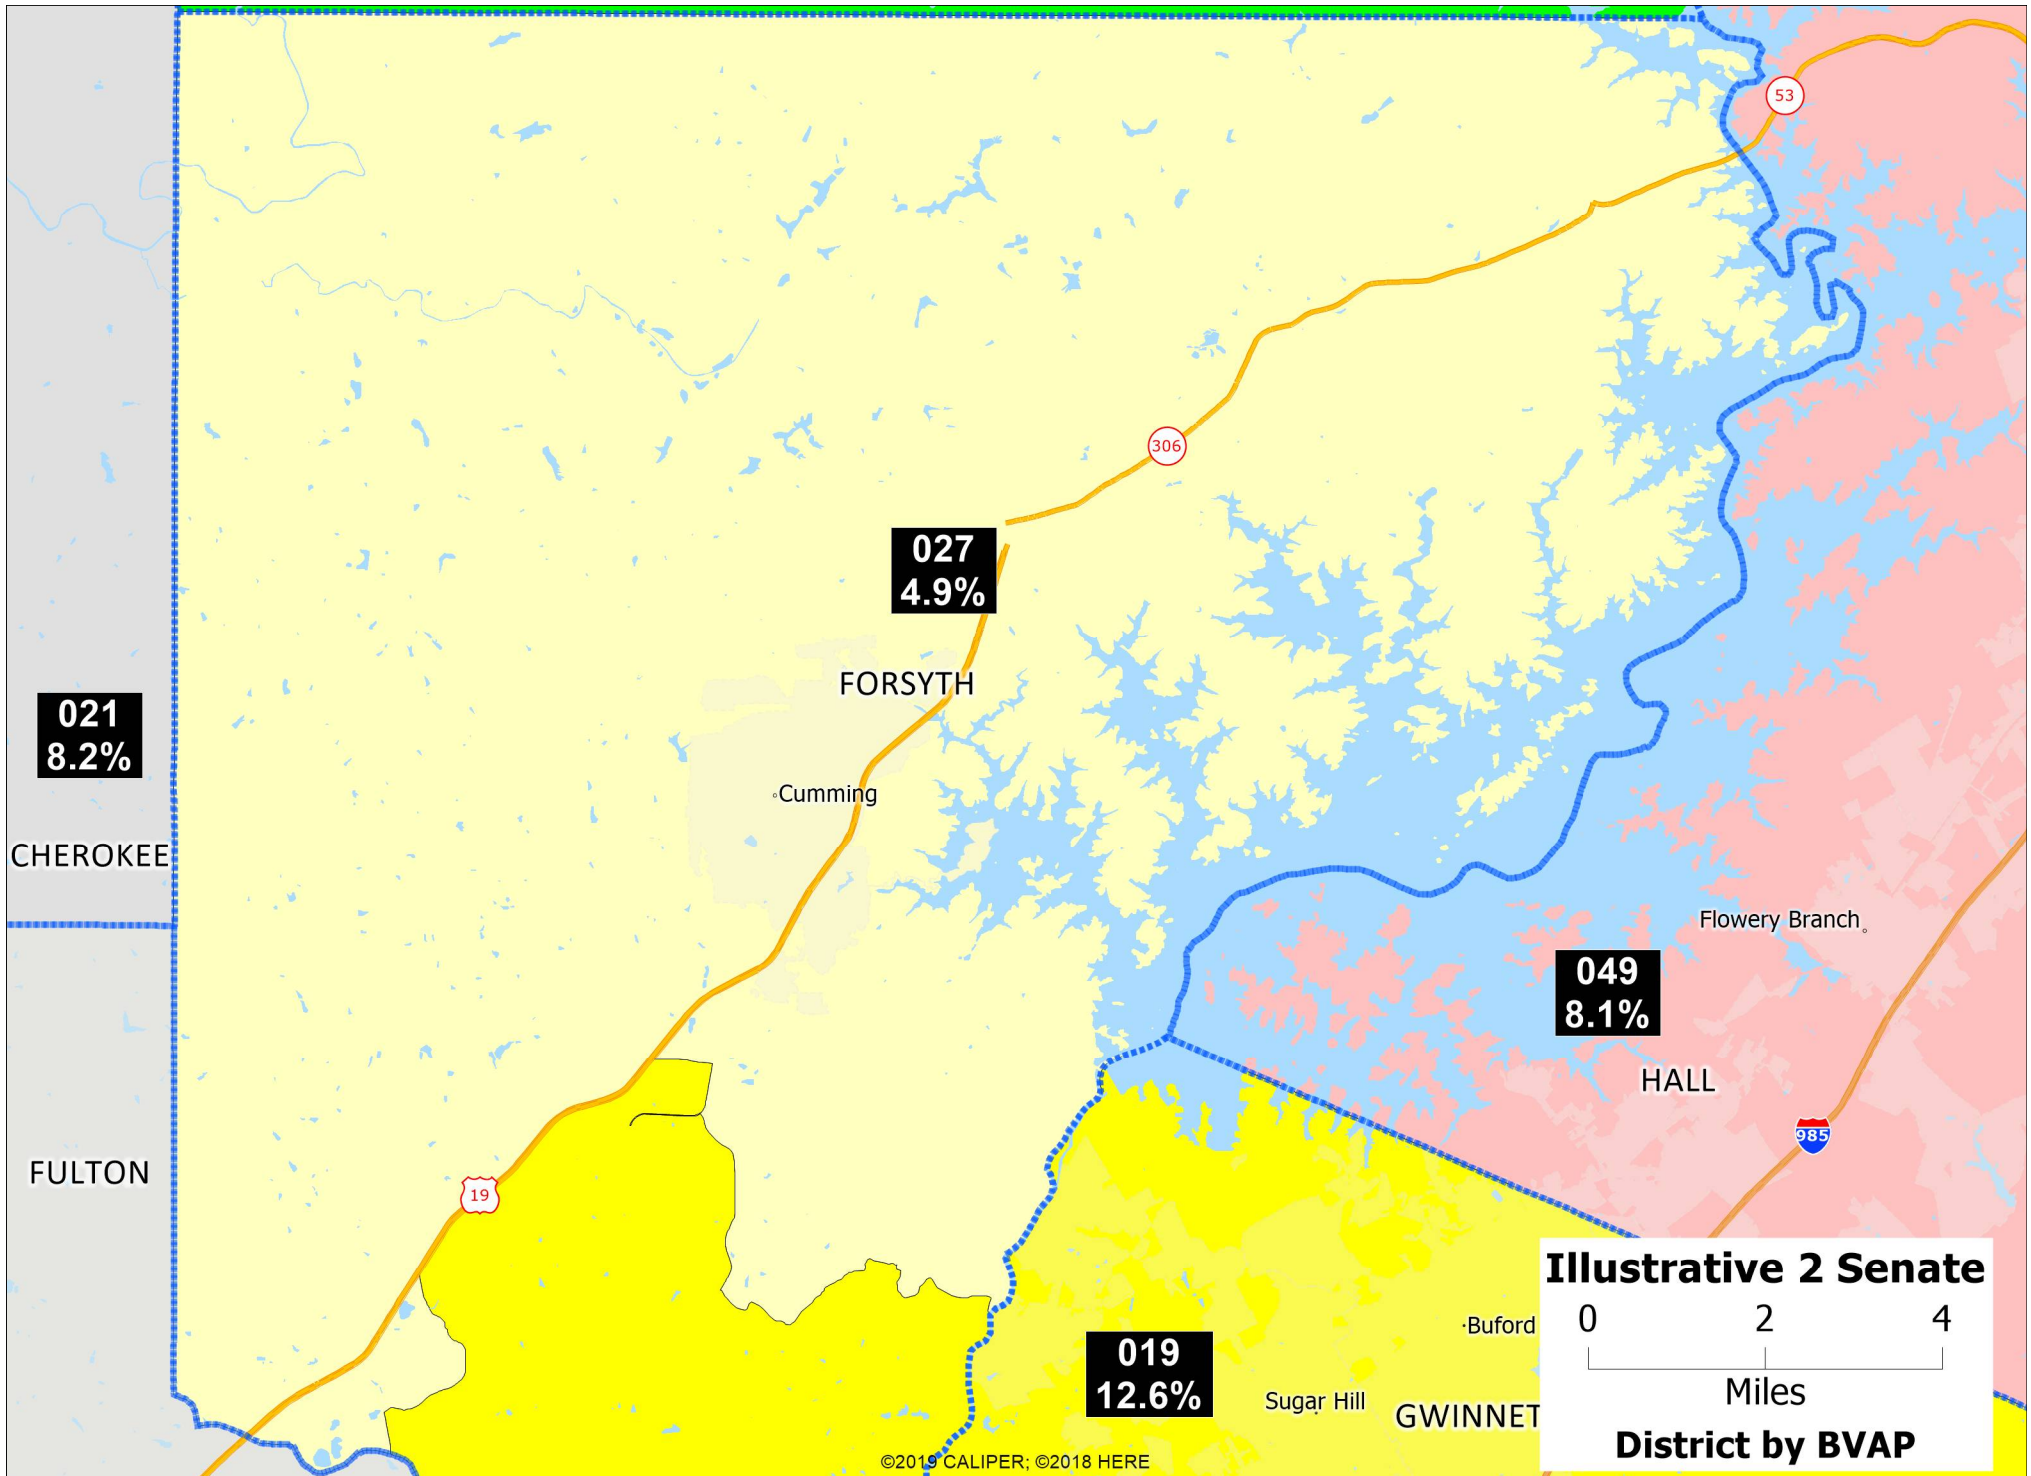 53
306
027
4.9%
FORSYTH
021
8.2%
Cumming
CHEROKEE
Flowery Branch
049
8.1%
HALL
985
FULTON
19
Illustrative 2 Senate
0 2 4
Miles
District by BVAP
Buford
019
12.6%
Sugar Hill
GWINNET
©2019 CALIPER; ©2018 HERE